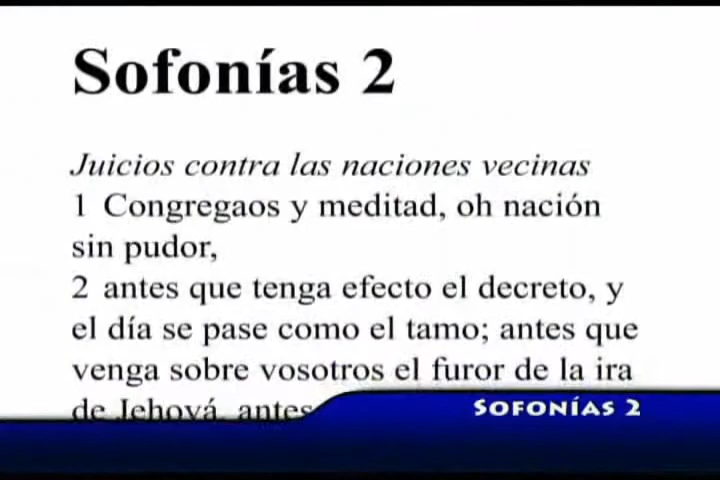 Sofonías 2
Juicios contra las naciones vecinas
1 Congregaos y meditad, oh nación
sin pudor,
2 antes que tenga efecto el decreto, y
el día se pase como el tamo; antes que
venga sobre vosotros el furor de la ira
de Jehová, antes
SOFONÍAS 2